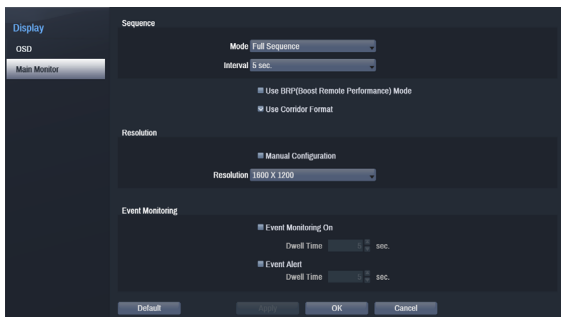 Display
OSD
Main Monitor
Sequence
Mode Full Sequence
Interval 5 sec.
Use BRP(Boost Remote Performance) Mode
Use Corridor Format
Resolution
Manual Configuration
Resolution 1600 X 1200
Event Monitoring
Event Monitoring On
Dwell Time 5 sec.
Event Alert
Dwell Time 5 sec.
Default Apply OK Cancel